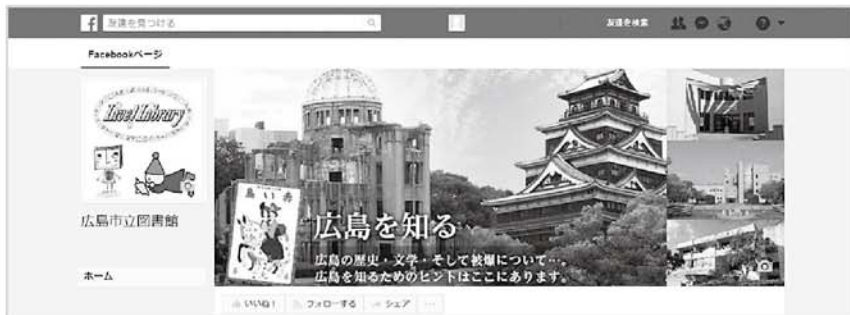 友達を見つける
友達を検索
Facebookページ
Love! Library
広島市立図書館
広島を知る
広島の歴史・文学・そして被爆について…。
広島を知るためのヒントはここにあります。
ホーム
いいね!
フォローする
シェア
…